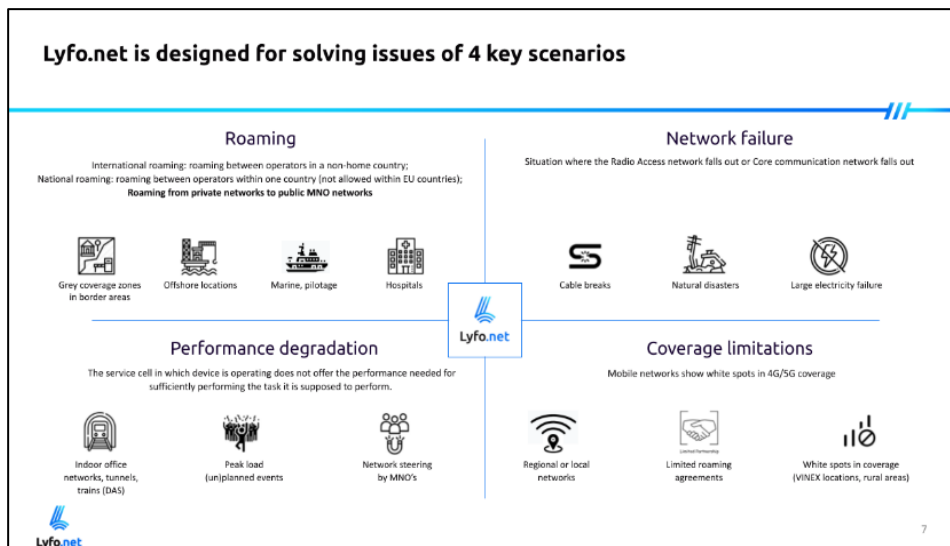 Lyfo.net is designed for solving issues of 4 key scenarios
Roaming
International roaming: roaming between operators in a non-home country;
National roaming: roaming between operators within one country (not allowed within EU countries);
Roaming from private networks to public MNO networks
Grey coverage zones
in border areas
Offshore locations
Marine, pilotage
Hospitals
Network failure
Situation where the Radio Access network falls out or Core communication network falls out
Cable breaks
Natural disasters
Large electricity failure
Lyfo.net
Performance degradation
The service cell in which device is operating does not offer the performance needed for
sufficiently performing the task it is supposed to perform.
Indoor office
networks, tunnels,
trains (DAS)
Peak load
(un)planned events
Network steering
by MNO's
Coverage limitations
Mobile networks show white spots in 4G/5G coverage
Regional or local
networks
Limited Partnership
Limited roaming
agreements
White spots in coverage
(VINEX locations, rural areas)
Lyfo.net
7